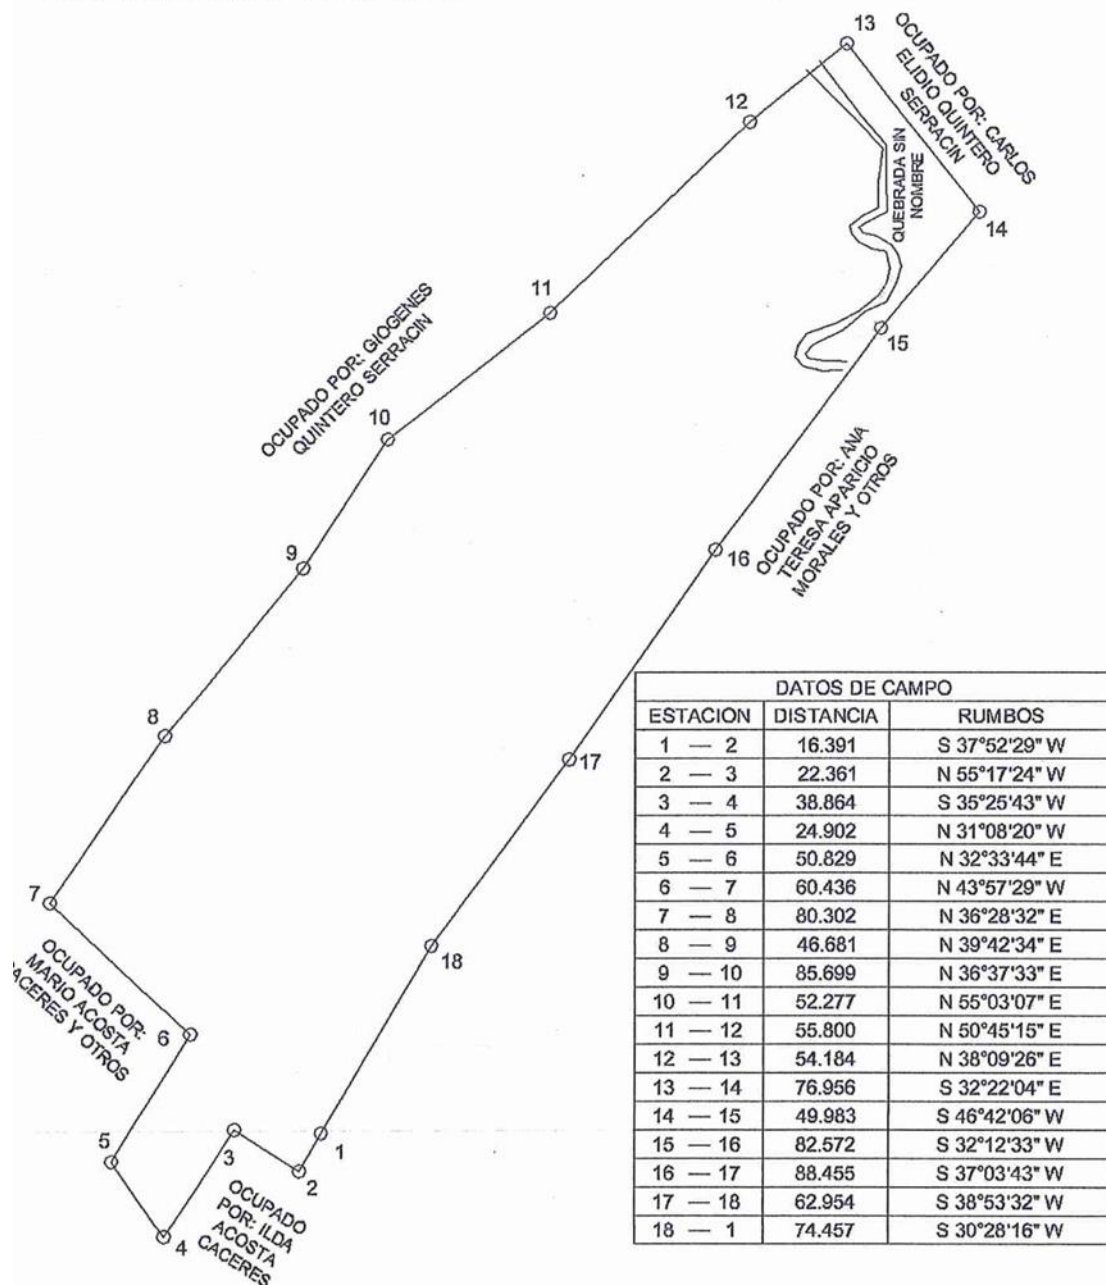 13
OCUPADO POR: CARLOS
ELIDIO QUINTERO
SERRACIN
12
QUEBRADA SIN
NOMBRE
14
11
15
OCUPADO POR: GIOGENES
QUINTERO SERRACIN
10
OCUPADO POR: ANA
TERESA APARICIO
MORALES Y OTROS
9
16
8
17
7
18
OCUPADO POR:
MARIO ACOSTA
ACERES Y OTROS
6
5
3
1
2
4
OCUPADO
POR: ILDA
ACOSTA
CACERES
DATOS DE CAMPO
ESTACION DISTANCIA RUMBOS
1 — 2 16.391 S 37°52'29" W
2 — 3 22.361 N 55°17'24" W
3 — 4 38.864 S 35°25'43" W
4 — 5 24.902 N 31°08'20" W
5 — 6 50.829 N 32°33'44" E
6 — 7 60.436 N 43°57'29" W
7 — 8 80.302 N 36°28'32" E
8 — 9 46.681 N 39°42'34" E
9 — 10 85.699 N 36°37'33" E
10 — 11 52.277 N 55°03'07" E
11 — 12 55.800 N 50°45'15" E
12 — 13 54.184 N 38°09'26" E
13 — 14 76.956 S 32°22'04" E
14 — 15 49.983 S 46°42'06" W
15 — 16 82.572 S 32°12'33" W
16 — 17 88.455 S 37°03'43" W
17 — 18 62.954 S 38°53'32" W
18 — 1 74.457 S 30°28'16" W